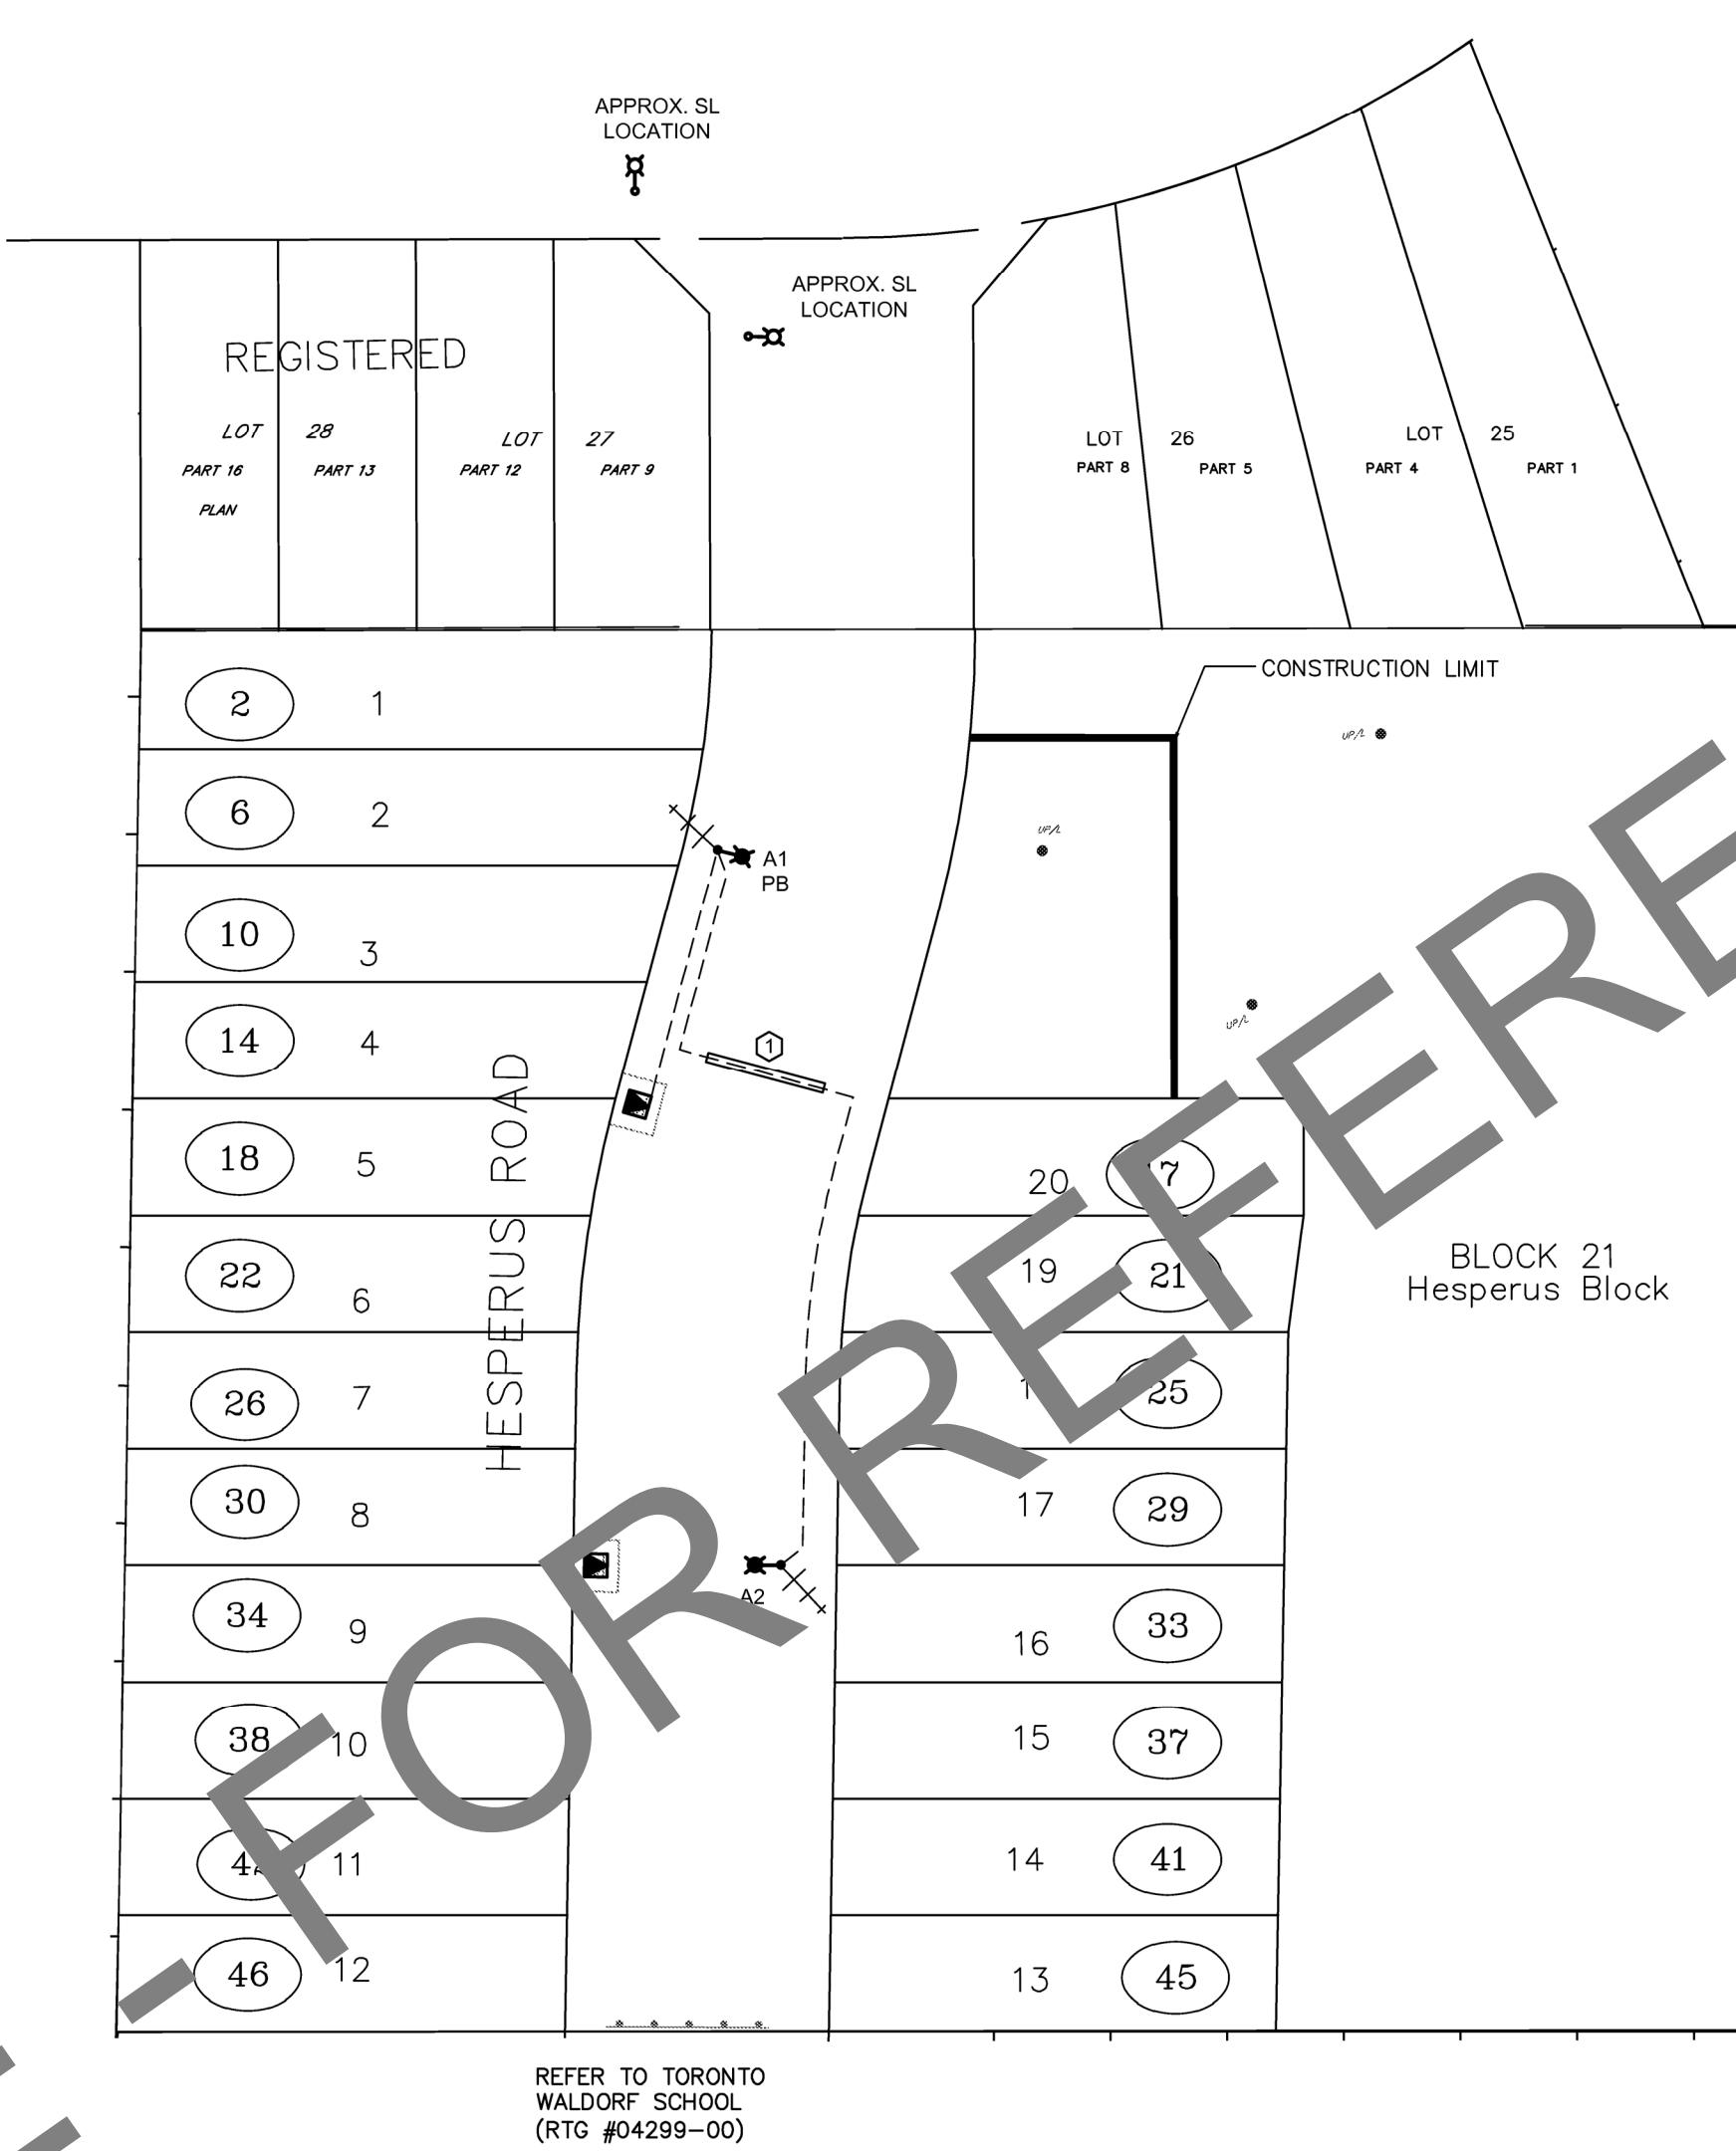 APPROX. SL
LOCATION
APPROX. SL
LOCATION
REGISTERED
LOT 28
LOT 27
LOT 26
LOT 25
PART 16
PART 13
PART 12
PART 9
PART 8
PART 5
PART 4
PART 1
PLAN
CONSTRUCTION LIMIT
2 1
UP/L
6 2
UP/L
A1
PB
10 3
UP/L
14 4
1
HESPERUS ROAD
18 5
20
22 6
19 21
BLOCK 21
Hesperus Block
26 7
25
30 8
17 29
34 9
A2
16 33
38 10
15 37
11
14 41
46 12
13 45
REFER TO TORONTO
WALDORF SCHOOL
(RTG #04299-00)
- FOR REFERE